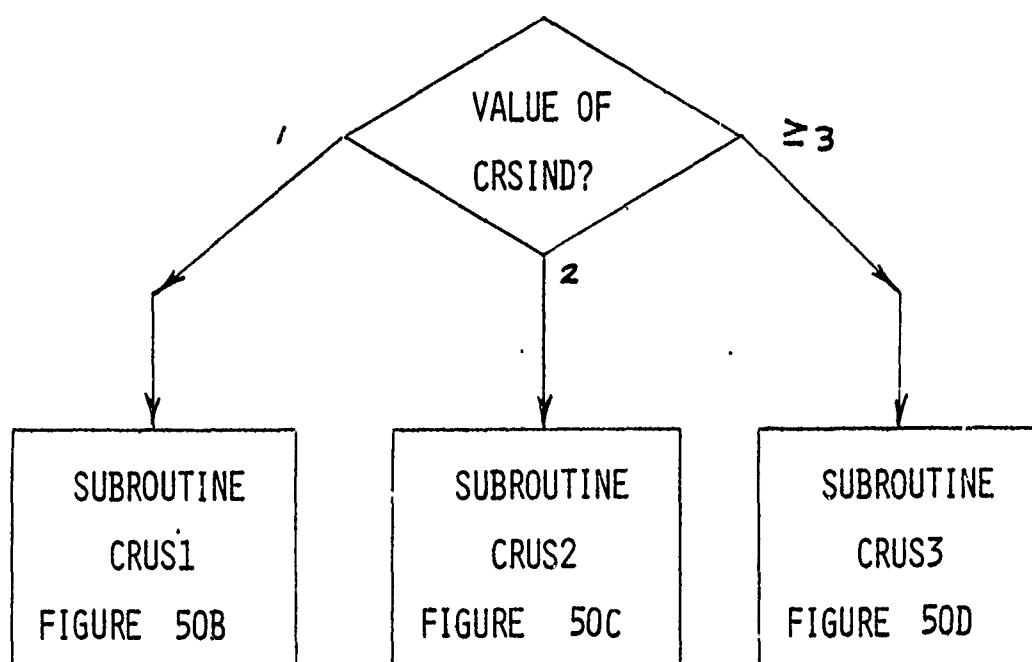 VALUE OF
CRSIND?
1
≥3
2
SUBROUTINE
CRUS1
FIGURE 50B
SUBROUTINE
CRUS2
FIGURE 50C
SUBROUTINE
CRUS3
FIGURE 50D